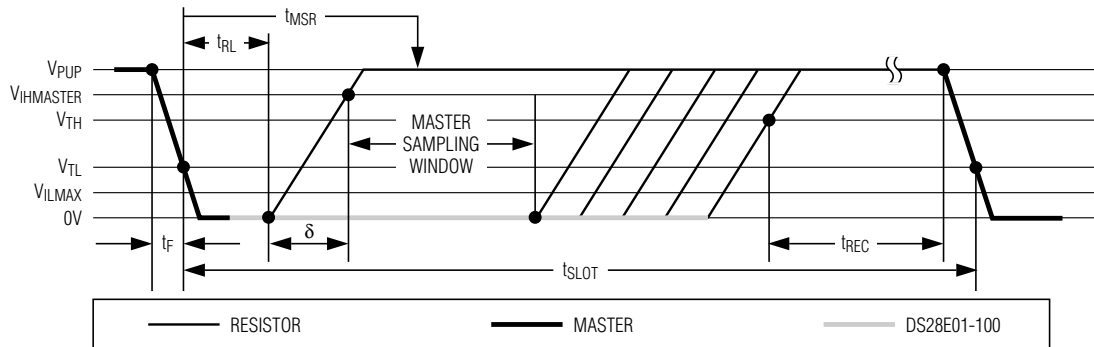 tMSR
tRL
VPUP
VIHMASTER
VTH
MASTER
SAMPLING
WINDOW
VTL
VILMAX
0V
tF
δ
tREC
tSLOT
RESISTOR MASTER DS28E01-100